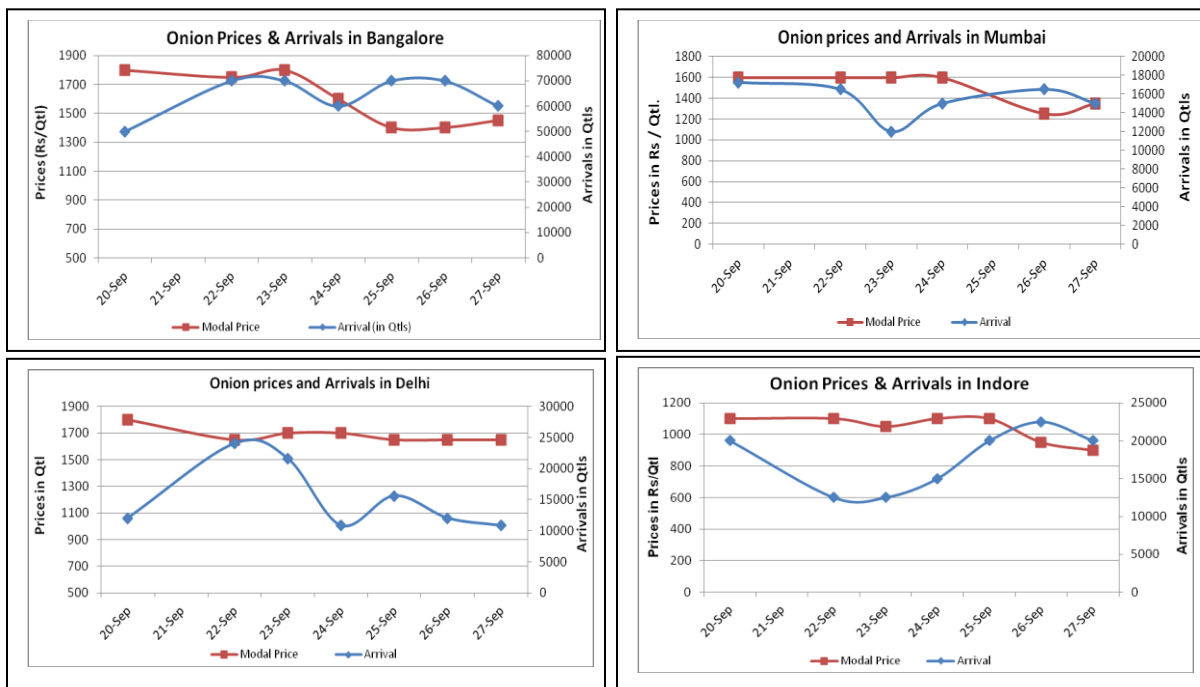 Onion Prices & Arrivals in Bangalore
Prices (Rs/Qtl)
1900
1700
1500
1300
1100
900
700
500
80000
70000
60000
50000
40000
30000
20000
10000
0
Arrivals in Qtls
20-Sep
21-Sep
22-Sep
23-Sep
24-Sep
25-Sep
26-Sep
27-Sep
Modal Price
Arrival (in Qtls)
Onion prices and Arrivals in Mumbai
Prices in Rs / Qtl.
1800
1600
1400
1200
1000
800
600
400
200
0
20000
18000
16000
14000
12000
10000
8000
6000
4000
2000
0
Arrivals in Qtls
20-Sep
21-Sep
22-Sep
23-Sep
24-Sep
25-Sep
26-Sep
27-Sep
Modal Price
Arrival
Onion prices and Arrivals in Delhi
Prices in Qtl
1900
1700
1500
1300
1100
900
700
500
30000
25000
20000
15000
10000
5000
0
Arrivals in Qtls
20-Sep
21-Sep
22-Sep
23-Sep
24-Sep
25-Sep
26-Sep
27-Sep
Modal Price
Arrival
Onion Prices & Arrivals in Indore
Prices in Rs/Qtl
1200
1000
800
600
400
200
0
25000
20000
15000
10000
5000
0
Arrivals in Qtls
20-Sep
21-Sep
22-Sep
23-Sep
24-Sep
25-Sep
26-Sep
27-Sep
Modal Price
Arrival